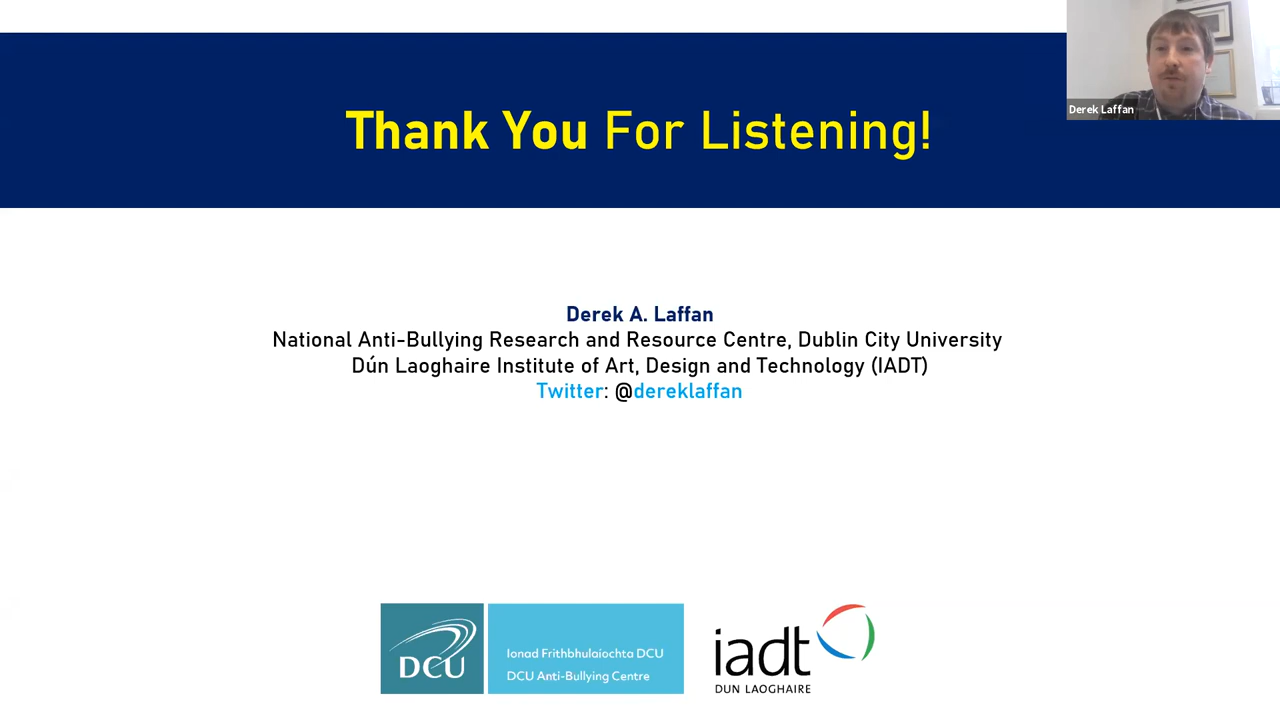 Thank You For Listening!
Derek Laffan
Derek A. Laffan
National Anti-Bullying Research and Resource Centre, Dublin City University
Dún Laoghaire Institute of Art, Design and Technology (IADT)
Twitter: @dereklaffan
DCU
Ionad Frithbhulaíochta DCU
DCU Anti-Bullying Centre
iadt
DUN LAOGHAIRE